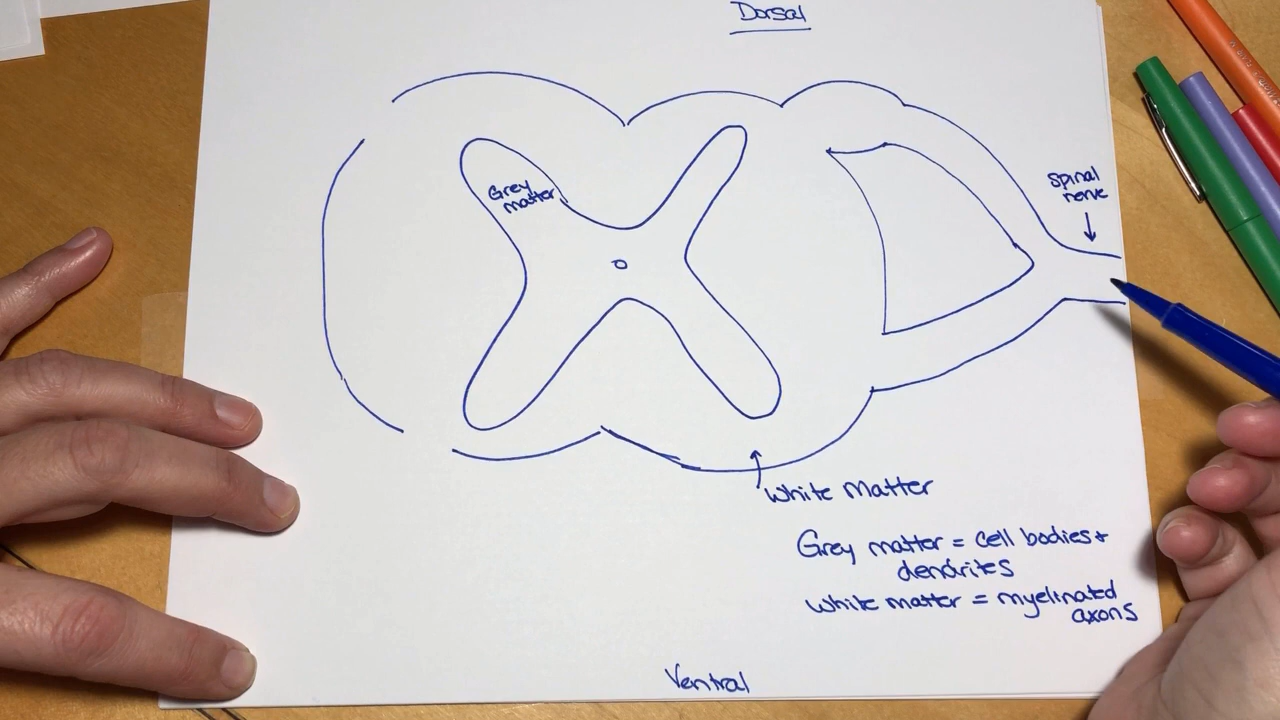 Dorsal
Grey
matter
Spinal
nerve
White Matter
Grey matter = cell bodies +
dendrites
White matter = myelinated
axons
Ventral